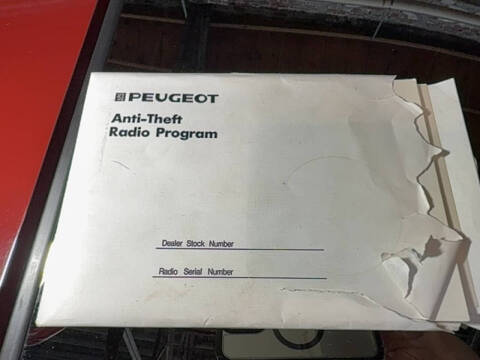 PEUGEOT
Anti-Theft
Radio Program
Dealer Stock Number
Radio Serial Number